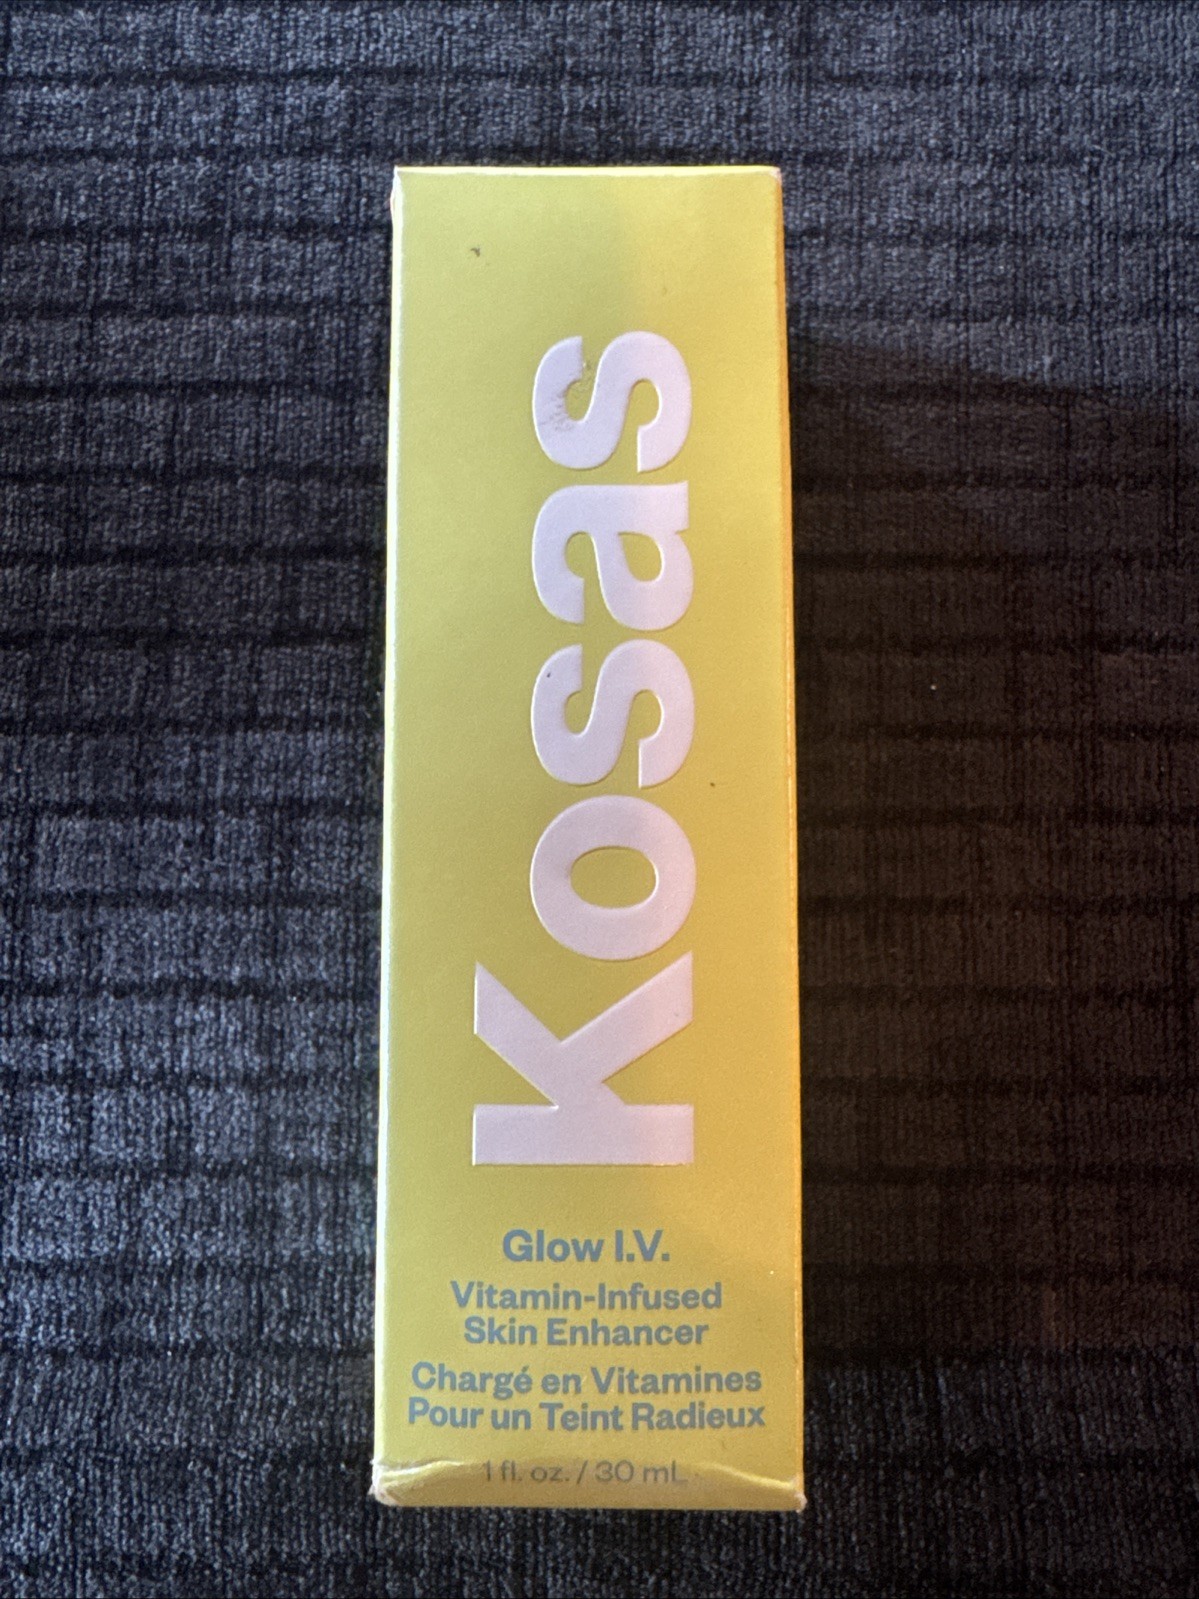 Kosas
Glow I.V.
Vitamin-Infused
Skin Enhancer
Chargé en Vitamines
Pour un Teint Radieux
1 fl. oz. / 30 mL